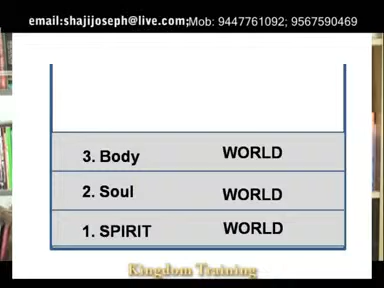 email:shajijoseph@live.com;Mob: 9447761092; 9567590469
3. Body WORLD
2. Soul WORLD
1. SPIRIT WORLD
Kingdom Training